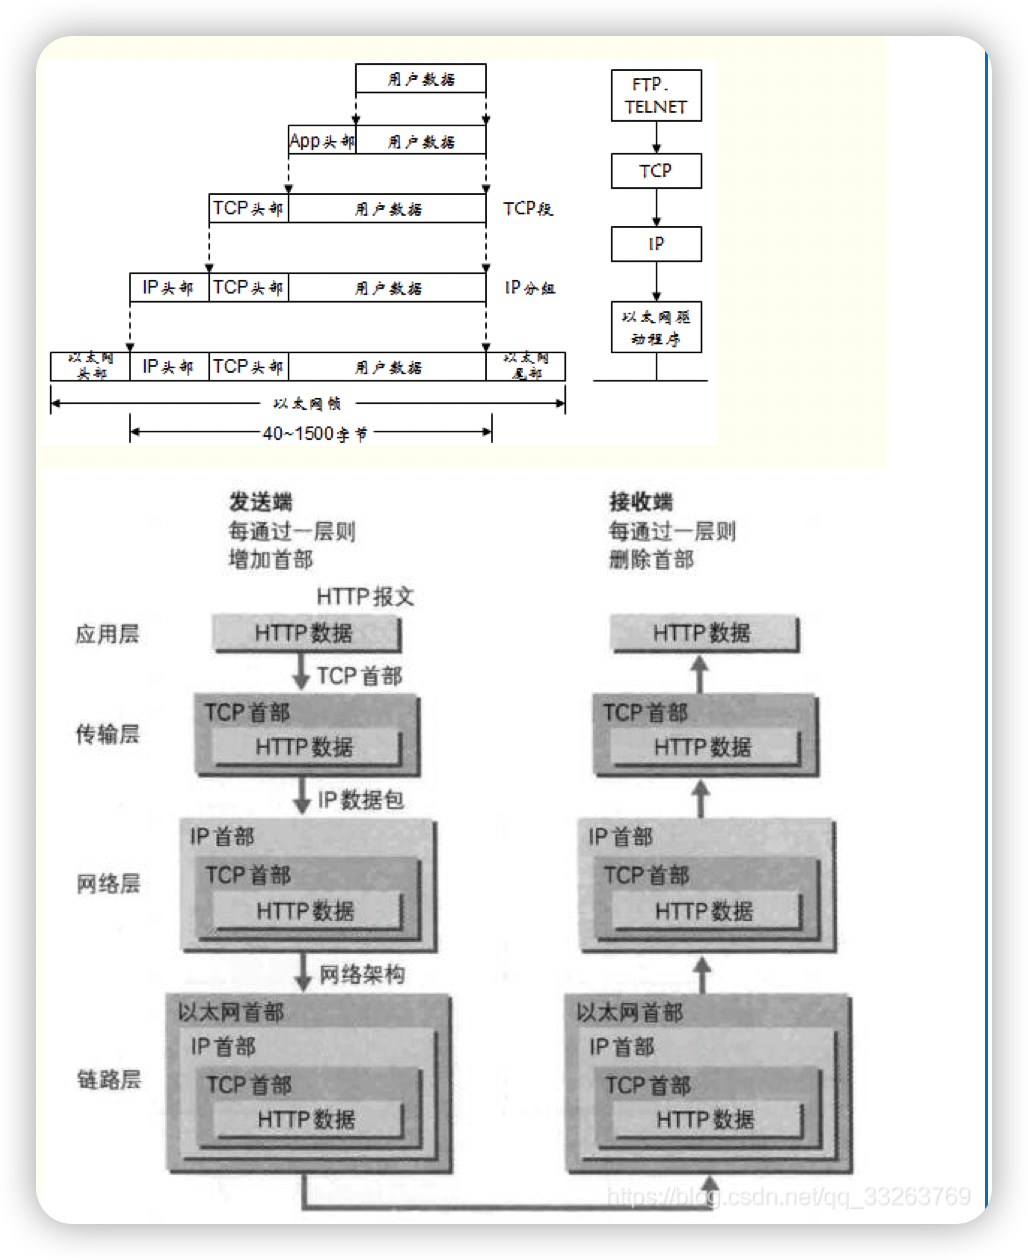 用户数据
FTP.
TELNET
App头部 用户数据
TCP
TCP头部 用户数据 TCP段
IP
IP头部 TCP头部 用户数据 IP分组
以太网驱
动程序
以太网
头部
IP头部 TCP头部 用户数据
以太网
尾部
以太网帧
40~1500字节
发送端
每通过一层则
增加首部
接收端
每通过一层则
删除首部
HTTP报文
应用层
HTTP数据
HTTP数据
TCP首部
传输层
TCP首部
HTTP数据
TCP首部
HTTP数据
IP数据包
网络层
IP首部
TCP首部
HTTP数据
IP首部
TCP首部
HTTP数据
网络架构
链路层
以太网首部
IP首部
TCP首部
HTTP数据
以太网首部
IP首部
TCP首部
HTTP数据
https://blog.csdn.net/qq_33263769